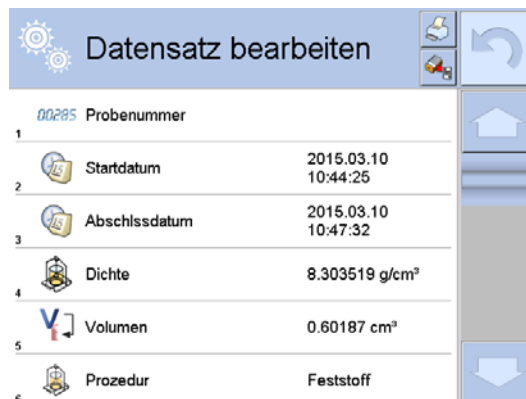 Datensatz bearbeiten
00285 Probenummer
1
Startdatum 2015.03.10
10:44:25
2
Abschlssdatum 2015.03.10
10:47:32
3
Dichte 8.303519 g/cm³
4
Volumen 0.60187 cm³
5
Prozedur Feststoff
6